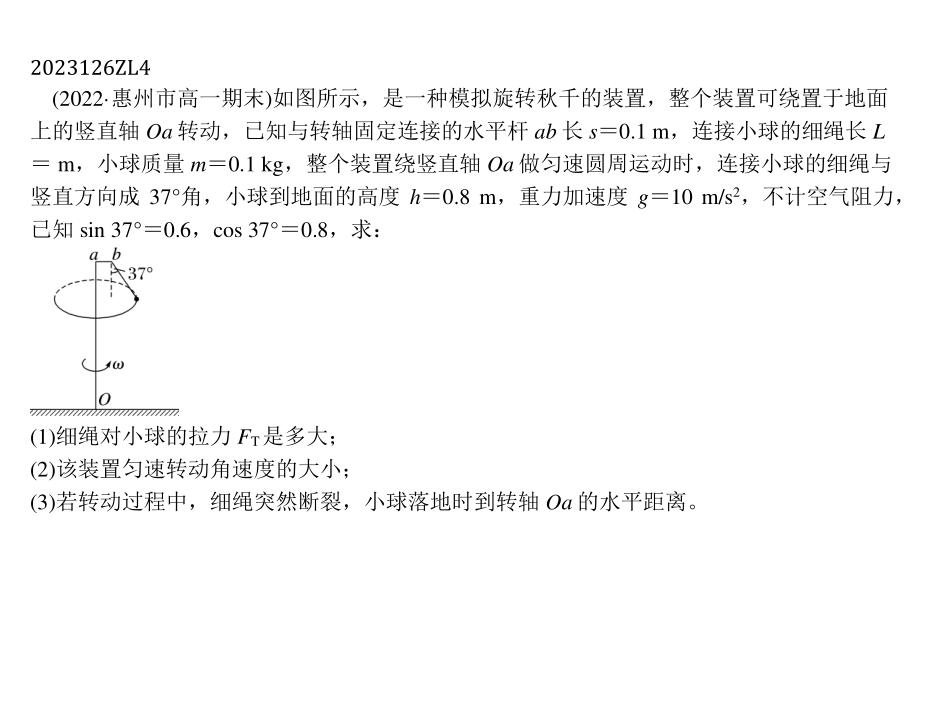 2023126ZL4
(2022·惠州市高一期末)如图所示，是一种模拟旋转秋千的装置，整个装置可绕置于地面
上的竖直轴 Oa 转动，已知与转轴固定连接的水平杆 ab 长 s＝0.1 m，连接小球的细绳长 L
＝ m，小球质量 m＝0.1 kg，整个装置绕竖直轴 Oa 做匀速圆周运动时，连接小球的细绳与
竖直方向成 37°角，小球到地面的高度 h＝0.8 m，重力加速度 g＝10 m/s²，不计空气阻力，
已知 sin 37°＝0.6，cos 37°＝0.8，求：
a b
37°
ω
O
(1)细绳对小球的拉力 FT是多大；
(2)该装置匀速转动角速度的大小；
(3)若转动过程中，细绳突然断裂，小球落地时到转轴 Oa 的水平距离。